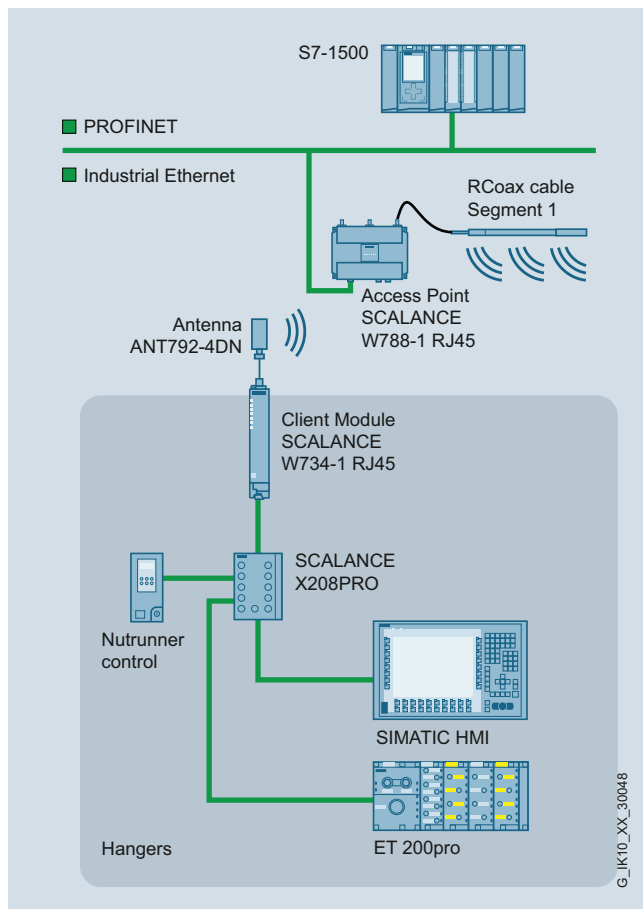 S7-1500
PROFINET
Industrial Ethernet
RCoax cable
Segment 1
Access Point
SCALANCE
W788-1 RJ45
Antenna
ANT792-4DN
Client Module
SCALANCE
W734-1 RJ45
SCALANCE
X208PRO
Nutrunner
control
SIMATIC HMI
ET 200pro
Hangers
G_IK10_XX_30048